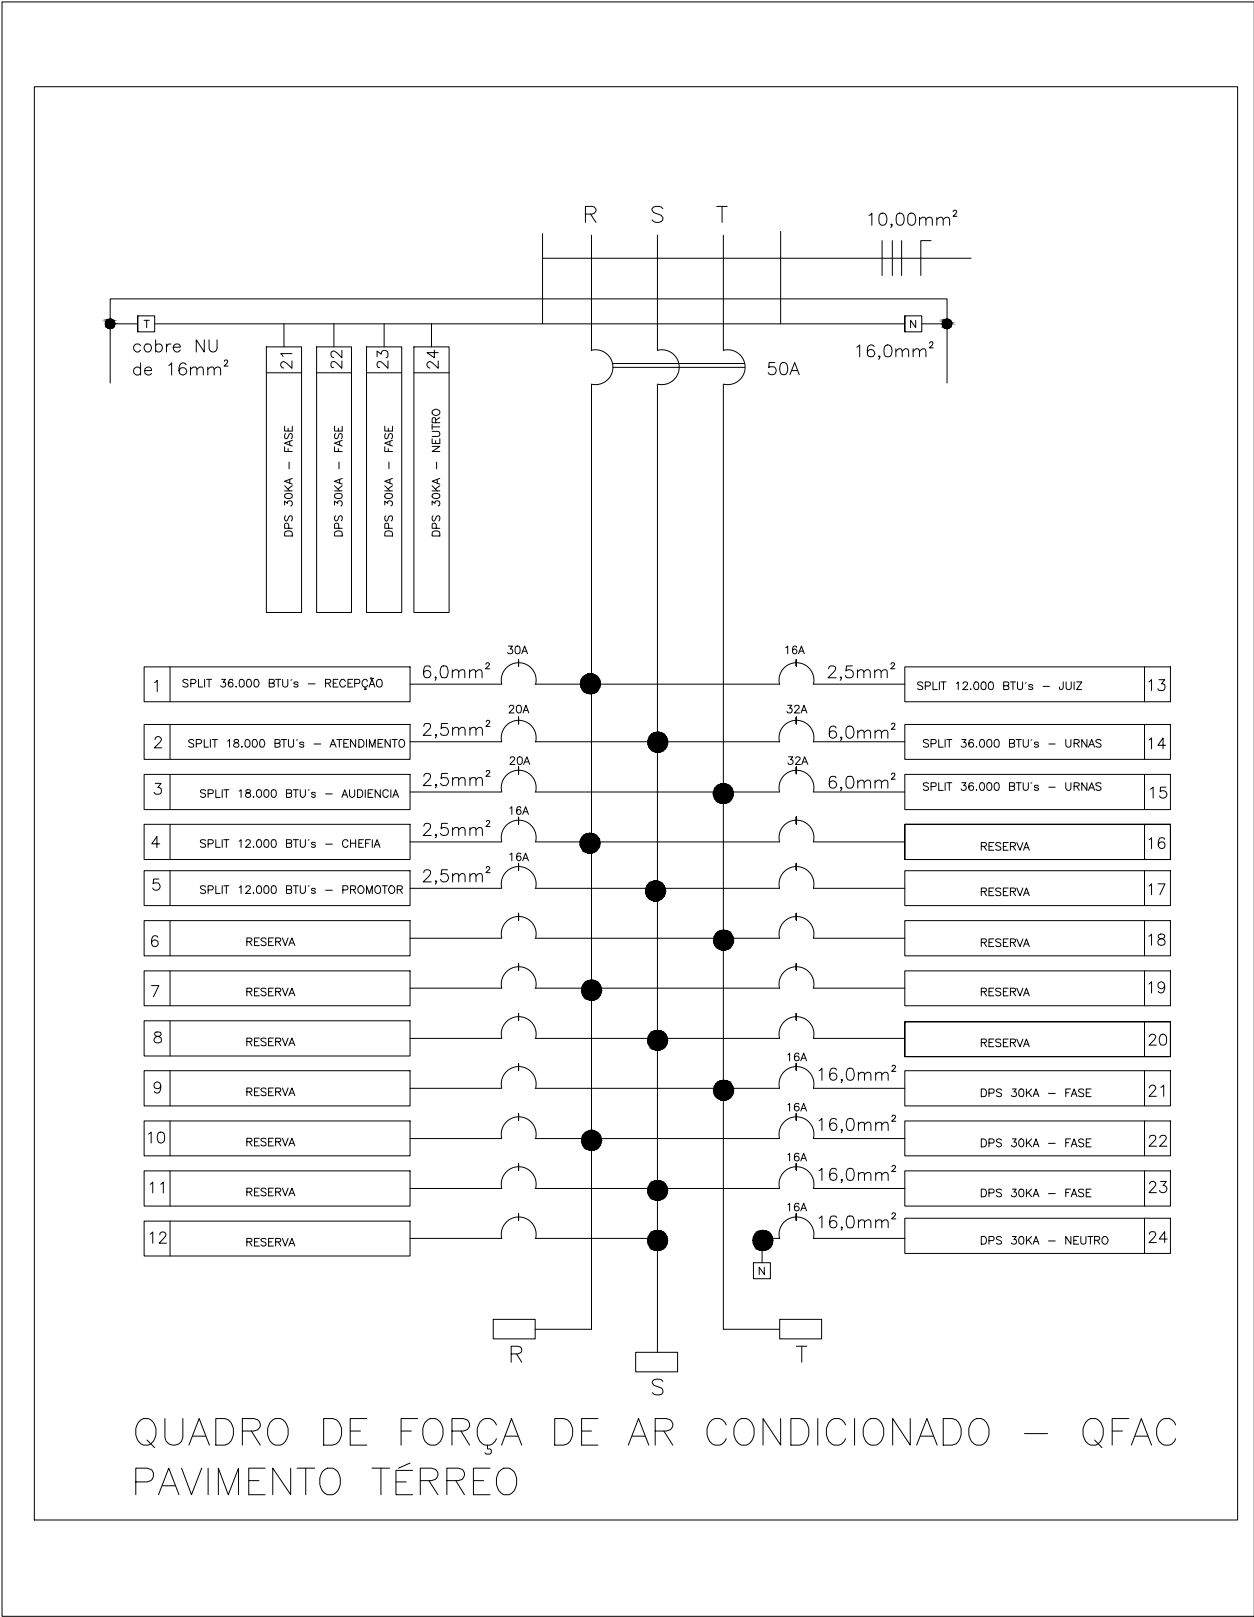 R S T
10,00mm²
T
N
cobre NU
de 16mm²
16,0mm²
50A
21 22 23 24
DPS 30KA – FASE
DPS 30KA – FASE
DPS 30KA – FASE
DPS 30KA – NEUTRO
1 SPLIT 36.000 BTU's – RECEPÇÃO 6,0mm² 30A 16A 2,5mm² SPLIT 12.000 BTU's – JUIZ 13
2 SPLIT 18.000 BTU's – ATENDIMENTO 2,5mm² 20A 32A 6,0mm² SPLIT 36.000 BTU's – URNAS 14
3 SPLIT 18.000 BTU's – AUDIENCIA 2,5mm² 20A 32A 6,0mm² SPLIT 36.000 BTU's – URNAS 15
4 SPLIT 12.000 BTU's – CHEFIA 2,5mm² 16A RESERVA 16
5 SPLIT 12.000 BTU's – PROMOTOR 2,5mm² 16A RESERVA 17
6 RESERVA RESERVA 18
7 RESERVA RESERVA 19
8 RESERVA RESERVA 20
9 RESERVA 16A 16,0mm² DPS 30KA – FASE 21
10 RESERVA 16A 16,0mm² DPS 30KA – FASE 22
11 RESERVA 16A 16,0mm² DPS 30KA – FASE 23
12 RESERVA 16A 16,0mm² DPS 30KA – NEUTRO 24
N
R
T
S
QUADRO DE FORÇA DE AR CONDICIONADO – QFAC
PAVIMENTO TÉRREO